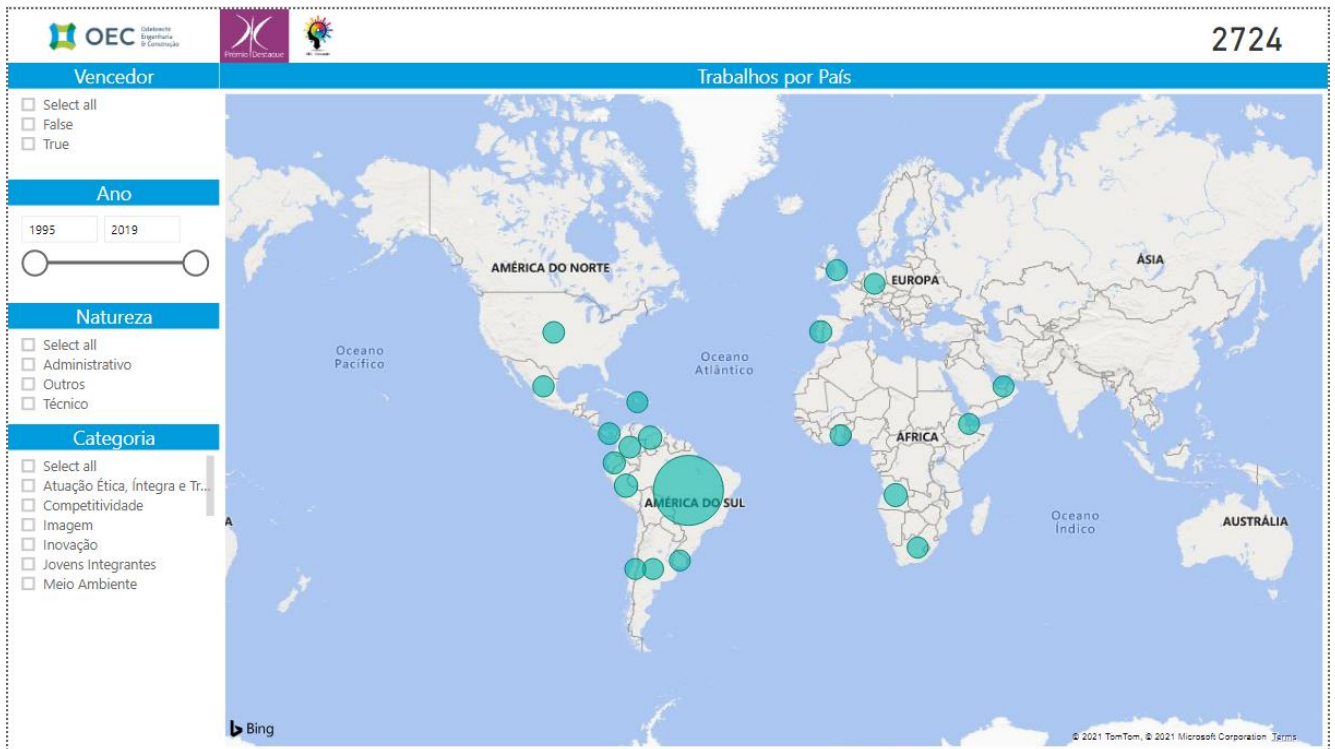 OEC Odebrecht
Engenharia
& Construção
Prêmio Destaque
2724
Vencedor
Select all
False
True
Ano
1995 2019
Natureza
Select all
Administrativo
Outros
Técnico
Categoria
Select all
Atuação Ética, Íntegra e Tr...
Competitividade
Imagem
Inovação
Jovens Integrantes
Meio Ambiente
Trabalhos por País
AMÉRICA DO NORTE
EUROPA
ÁSIA
Oceano
Pacífico
Oceano
Atlântico
ÁFRICA
AMÉRICA DO SUL
A
Oceano
Índico
AUSTRÁLIA
Bing
© 2021 TomTom, © 2021 Microsoft Corporation Terms